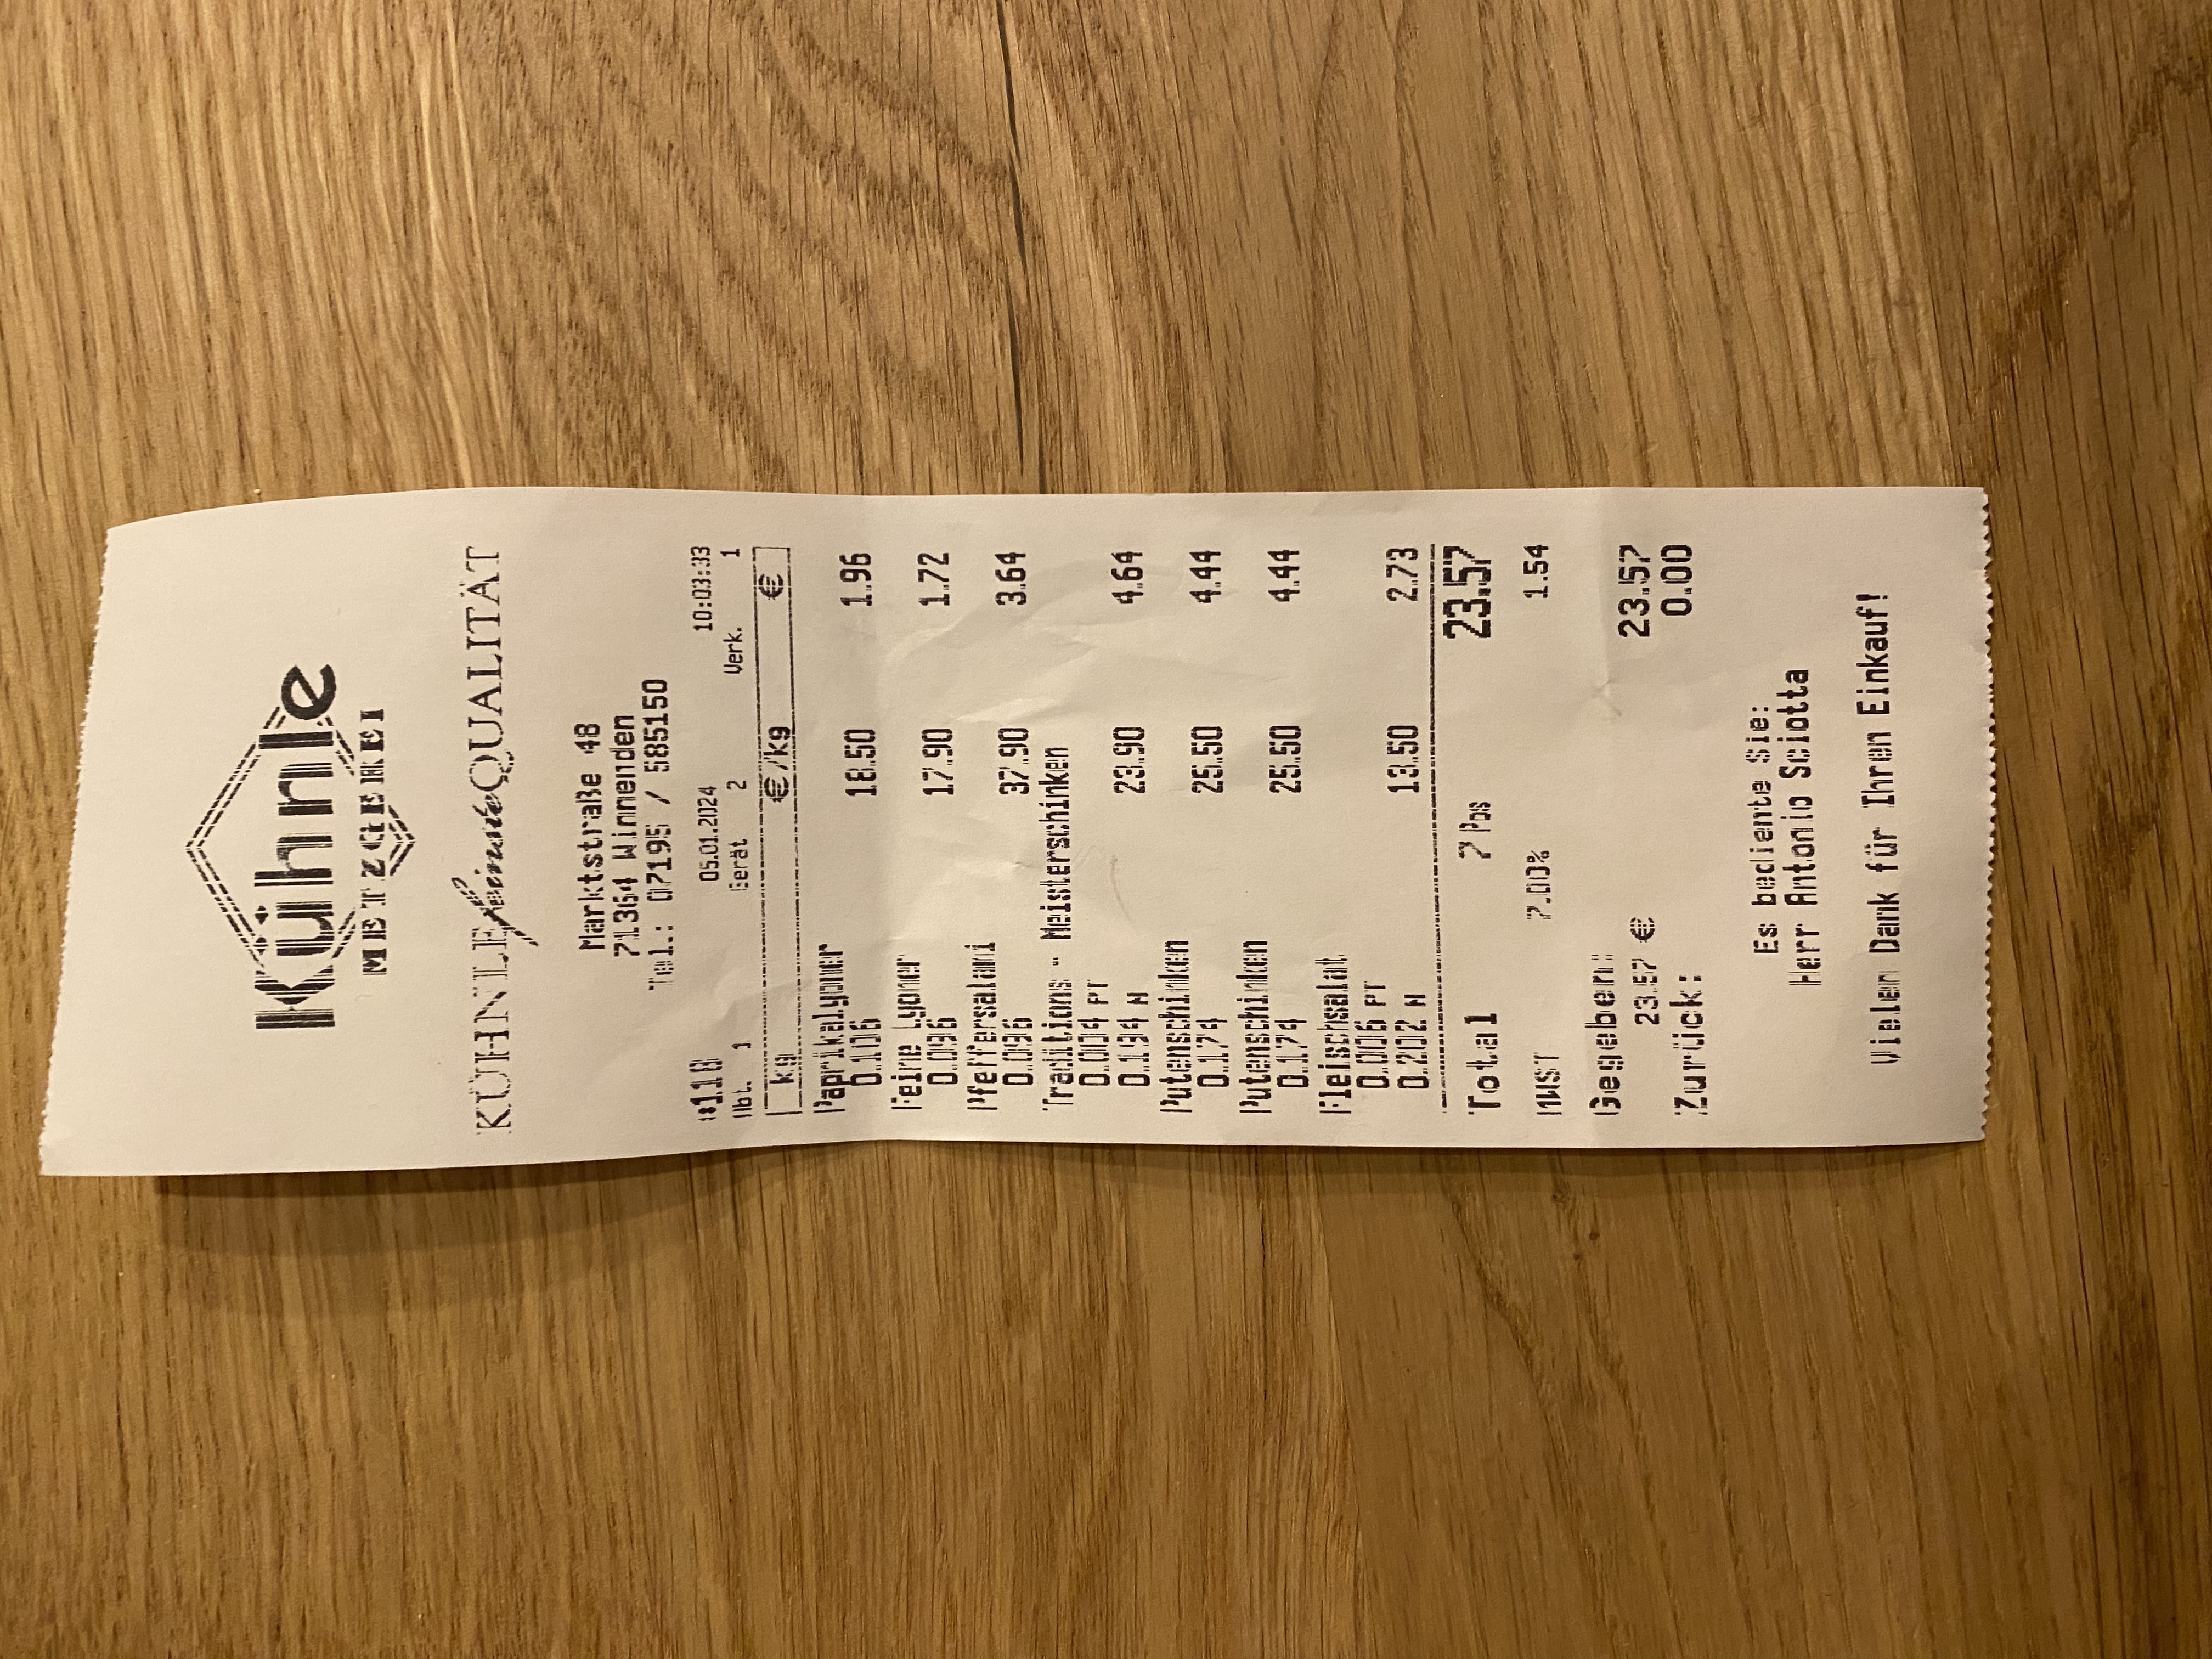 Kühnle
METZGEREI
KÜHNLE feinste QUALITÄT
Marktstraße 48
71364 Winnenden
Tel.: 07195 / 585150
05.01.2024 10:03:33
Abt. 1 Gerät 2 Verk. 1
kg €/kg €
Paprikalyoner
0.106 18.50 1.96
Feine Lyoner
0.096 17.90 1.72
Pfeffersalami
0.096 37.90 3.64
Traditions - Meisterschinken
0.004 PT
0.194 N 23.90 4.64
Putenschinken
0.174 25.50 4.44
Putenschinken
0.174 25.50 4.44
Fleischsalat
0.006 PT
0.202 N 13.50 2.73
Total 7 Pos 23.57
MWST 7.00% 1.54
Gegeben:
23.57 € 23.57
Zurück: 0.00
Es bediente Sie:
Herr Antonio Sciotta
Vielen Dank für Ihren Einkauf!